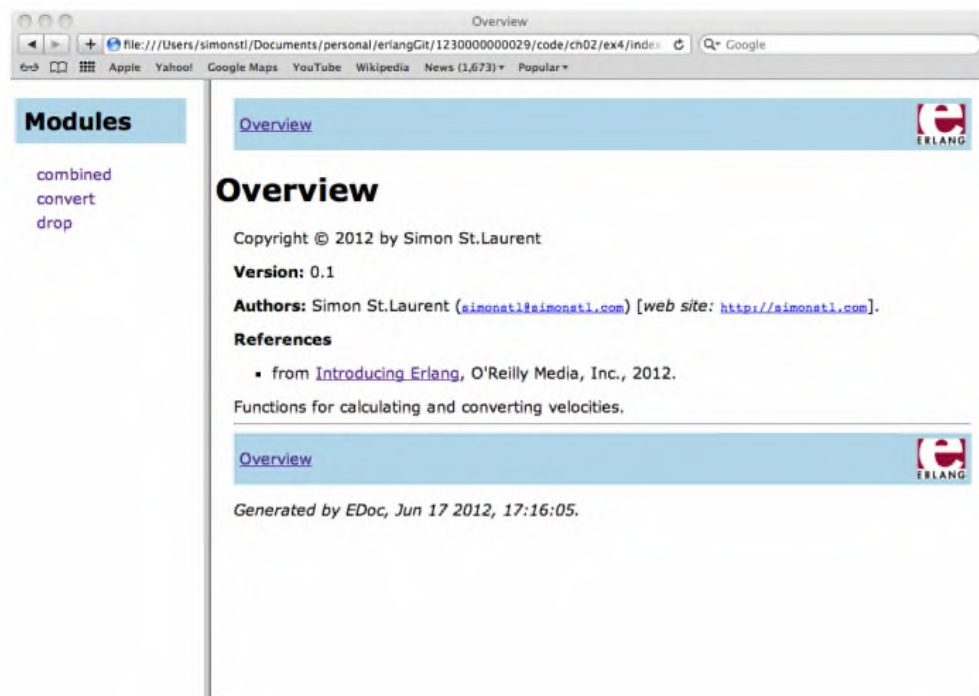 Overview
file:///Users/simonstl/Documents/personal/erlangGit/1230000000029/code/ch02/ex4/index
Google
Apple Yahoo! Google Maps YouTube Wikipedia News (1,673) Popular
Modules
combined
convert
drop
Overview
ERLANG
Overview
Copyright © 2012 by Simon St.Laurent
Version: 0.1
Authors: Simon St.Laurent (simonstl@simonstl.com) [web site: http://simonstl.com].
References
from Introducing Erlang, O'Reilly Media, Inc., 2012.
Functions for calculating and converting velocities.
Overview
ERLANG
Generated by EDoc, Jun 17 2012, 17:16:05.